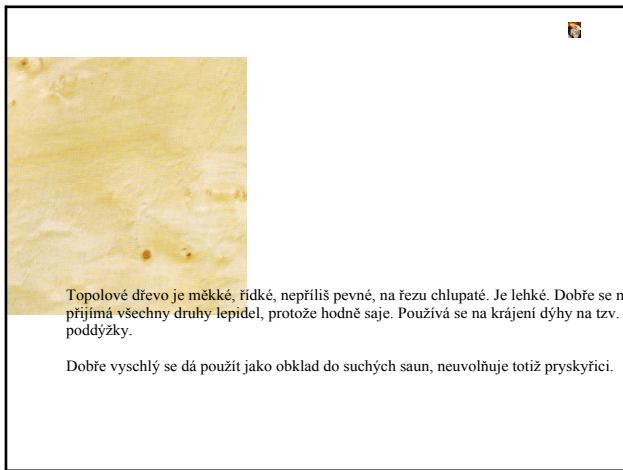 Topolové dřevo je měkké, řídké, nepříliš pevné, na řezu chlupaté. Je lehké. Dobře se
přijímá všechny druhy lepidel, protože hodně saje. Používá se na krájení dýhy na tzv.
poddýžky.
Dobře vyschlý se dá použít jako obklad do suchých saun, neuvolňuje totiž pryskyřici.